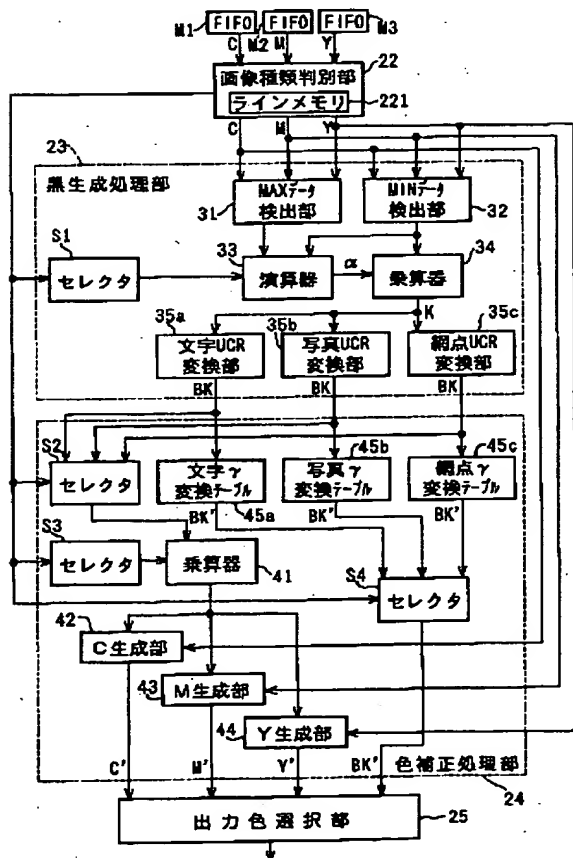 M1 FIFO M2 FIFO FIFO M3
C M Y
22
画像種類判別部
ラインメモリ 221
C M Y
23
黒生成処理部
MAXデータ
検出部
31
MINデータ
検出部
32
S1
セレクタ
33
演算器
α
34
乗算器
K
35a
文字UCR
変換部
35b
写真UCR
変換部
35c
網点UCR
変換部
BK BK BK
S2
セレクタ
文字γ
変換テーブル
45a
45b
写真γ
変換テーブル
45c
網点γ
変換テーブル
BK' BK' BK'
S3
セレクタ
乗算器
41
S4
セレクタ
42
C生成部
43
M生成部
44
Y生成部
C' M' Y' BK'
色補正処理部
24
出力色選択部
25